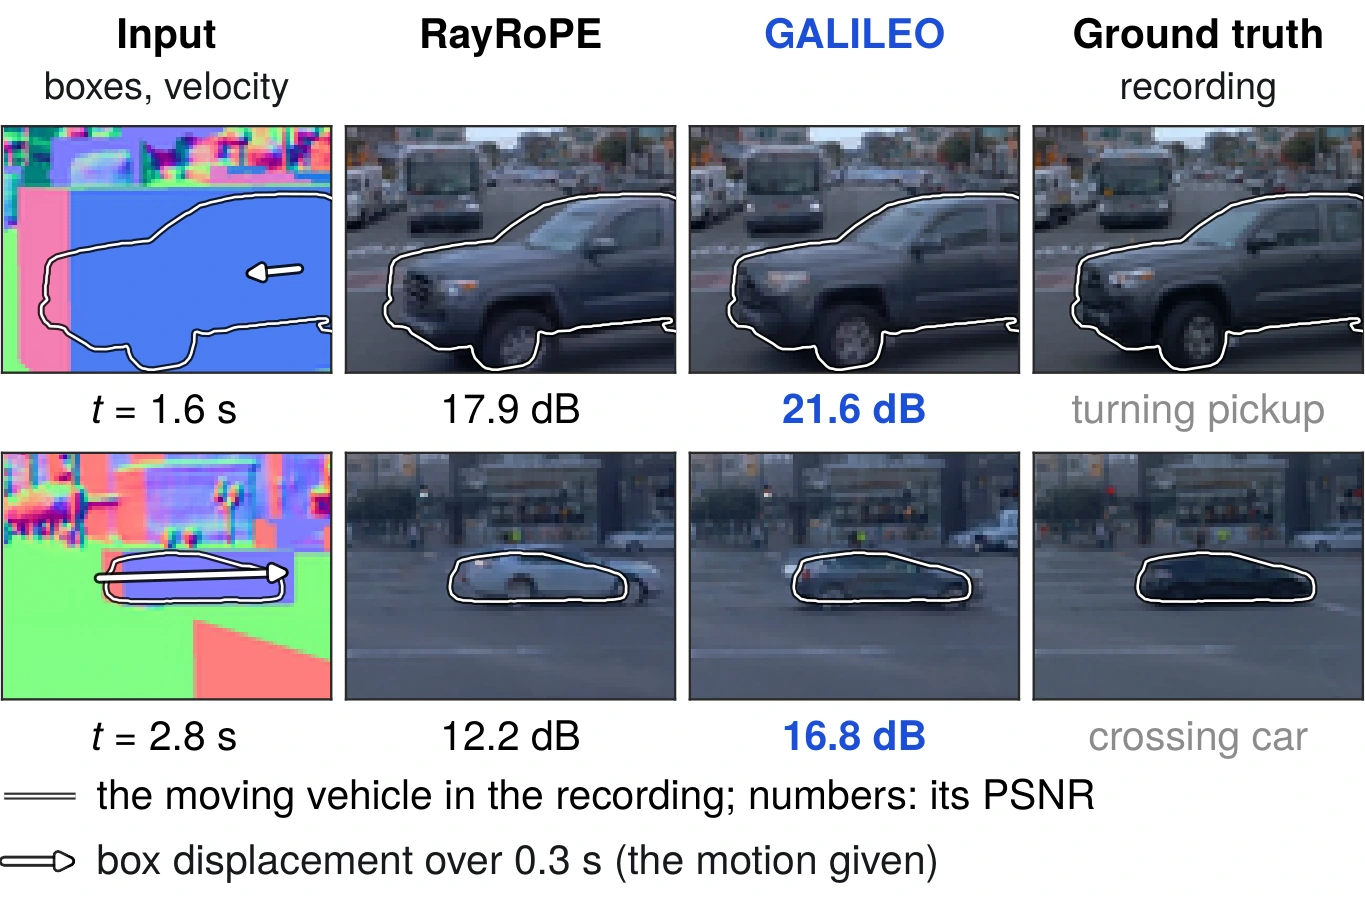 Input RayRoPE GALILEO Ground truth
boxes, velocity recording
t = 1.6 s 17.9 dB 21.6 dB turning pickup
t = 2.8 s 12.2 dB 16.8 dB crossing car
the moving vehicle in the recording; numbers: its PSNR
box displacement over 0.3 s (the motion given)